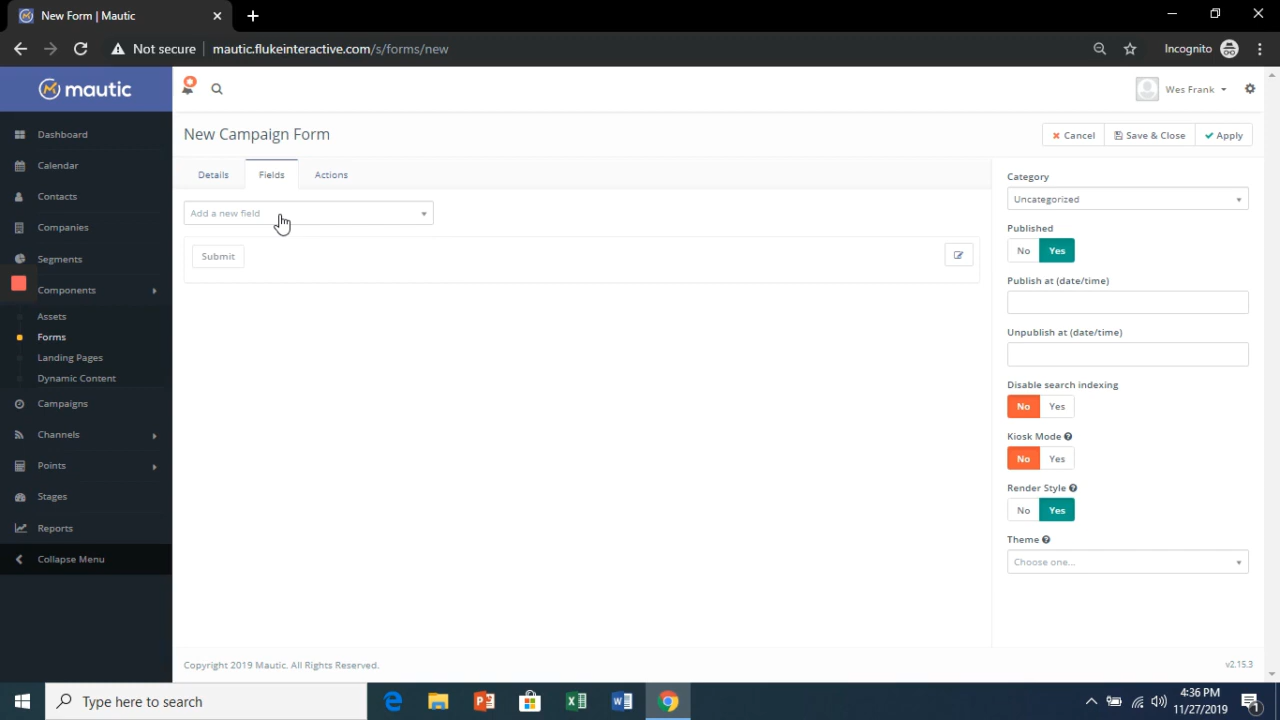 New Form | Mautic
Not secure
mautic.flukeinteractive.com/s/forms/new
Incognito
mautic
Wes Frank
Dashboard
Calendar
Contacts
Companies
Segments
Components
Assets
Forms
Landing Pages
Dynamic Content
Campaigns
Channels
Points
Stages
Reports
Collapse Menu
New Campaign Form
Cancel
Save & Close
Apply
Details
Fields
Actions
Add a new field
Submit
Category
Uncategorized
Published
No
Yes
Publish at (date/time)
Unpublish at (date/time)
Disable search indexing
No
Yes
Kiosk Mode
No
Yes
Render Style
No
Yes
Theme
Choose one...
Copyright 2019 Mautic. All Rights Reserved.
v2.15.3
Type here to search
4:36 PM
11/27/2019
1